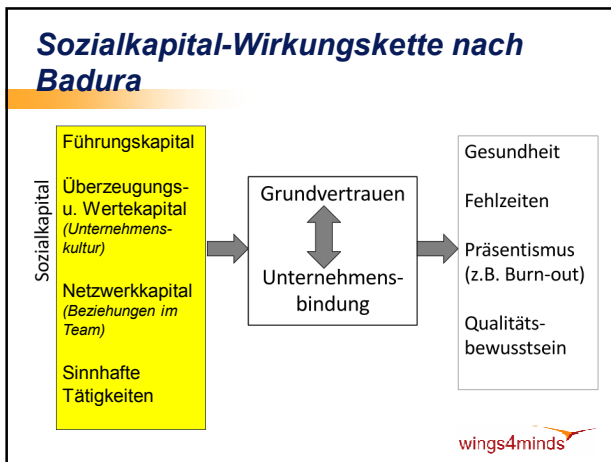 Sozialkapital-Wirkungskette nach
Badura
Sozialkapital
Führungskapital
Überzeugungs-
u. Wertekapital
(Unternehmens-
kultur)
Netzwerkkapital
(Beziehungen im
Team)
Sinnhafte
Tätigkeiten
Grundvertrauen
Unternehmens-
bindung
Gesundheit
Fehlzeiten
Präsentismus
(z.B. Burn-out)
Qualitäts-
bewusstsein
wings4minds